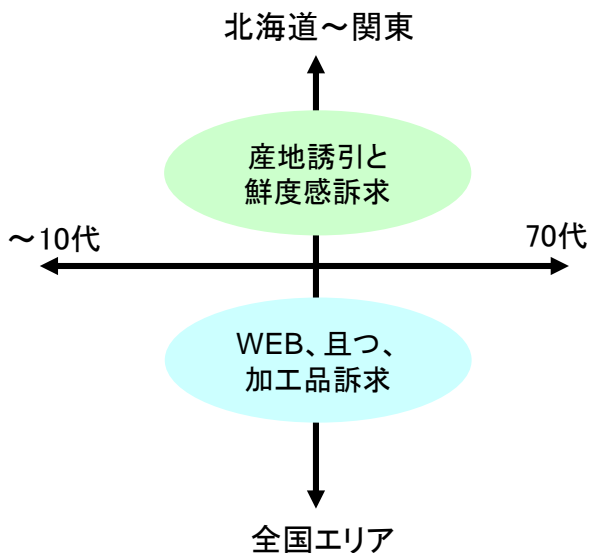 北海道～関東
産地誘引と
鮮度感訴求
～10代
70代
WEB、且つ、
加工品訴求
全国エリア